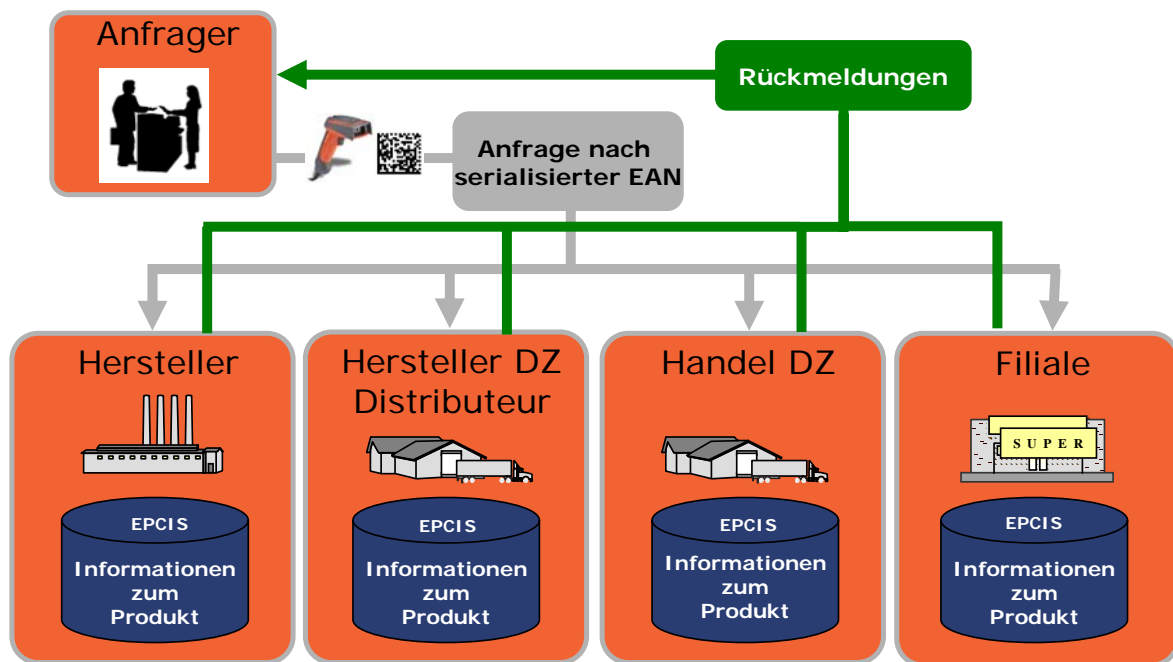 Anfrager
Rückmeldungen
Anfrage nach
serialisierter EAN
Hersteller
EPCIS
Informationen
zum
Produkt
Hersteller DZ
Distributeur
EPCIS
Informationen
zum
Produkt
Handel DZ
EPCIS
Informationen
zum
Produkt
Filiale
SUPER
EPCIS
Informationen
zum
Produkt